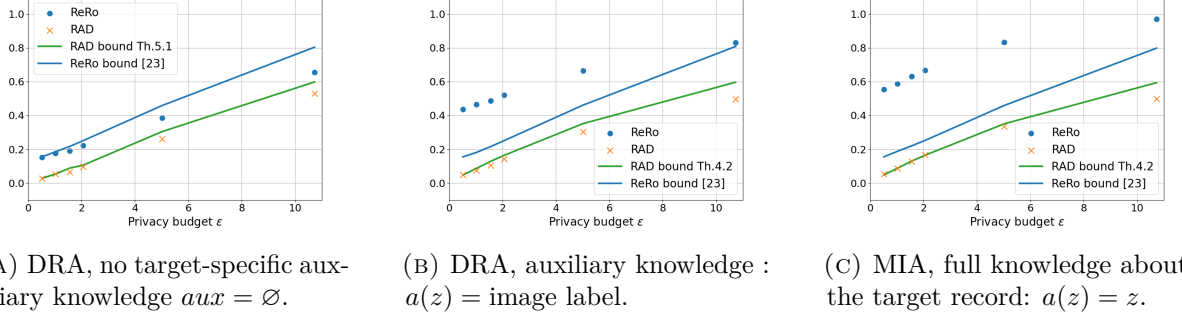 1.0
0.8
0.6
0.4
0.2
0.0
0 2 4 6 8 10
Privacy budget ε
ReRo
RAD
RAD bound Th.5.1
ReRo bound [23]
1.0
0.8
0.6
0.4
0.2
0.0
0 2 4 6 8 10
Privacy budget ε
ReRo
RAD
RAD bound Th.4.2
ReRo bound [23]
1.0
0.8
0.6
0.4
0.2
0.0
0 2 4 6 8 10
Privacy budget ε
ReRo
RAD
RAD bound Th.4.2
ReRo bound [23]
) DRA, no target-specific aux-
iary knowledge aux = ∅.
(B) DRA, auxiliary knowledge :
a(z) = image label.
(C) MIA, full knowledge about
the target record: a(z) = z.